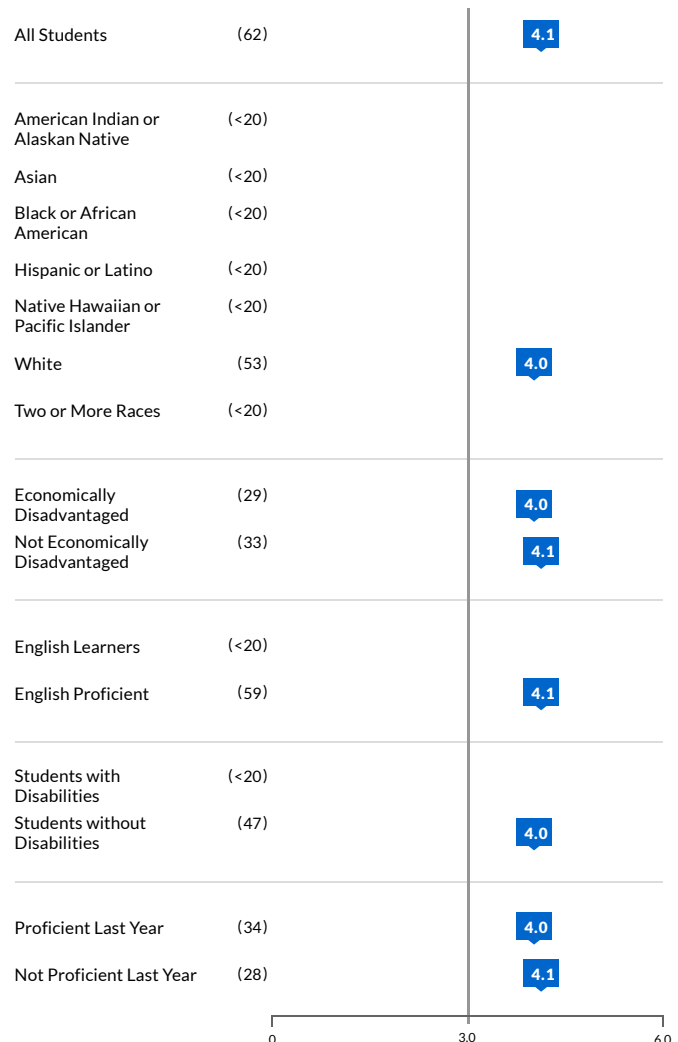 All Students (62) 4.1
American Indian or (<20)
Alaskan Native
Asian (<20)
Black or African (<20)
American
Hispanic or Latino (<20)
Native Hawaiian or (<20)
Pacific Islander
White (53) 4.0
Two or More Races (<20)
Economically (29) 4.0
Disadvantaged
Not Economically (33) 4.1
Disadvantaged
English Learners (<20)
English Proficient (59) 4.1
Students with (<20)
Disabilities
Students without (47) 4.0
Disabilities
Proficient Last Year (34) 4.0
Not Proficient Last Year (28) 4.1
0 3.0 6.0